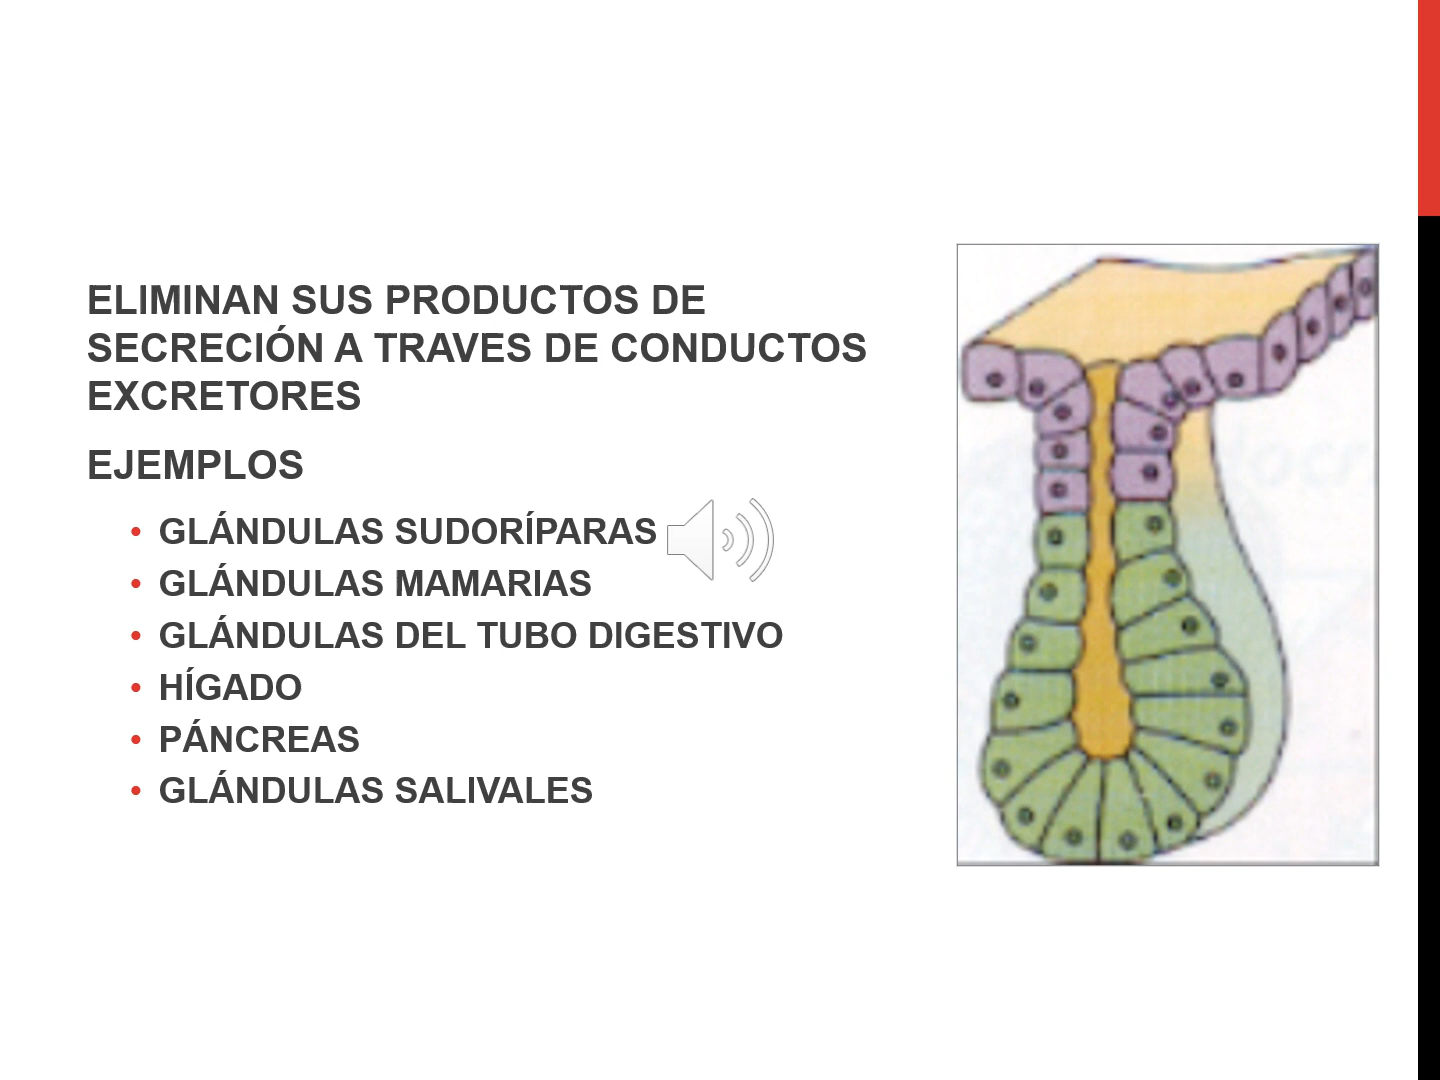 ELIMINAN SUS PRODUCTOS DE
SECRECIÓN A TRAVES DE CONDUCTOS
EXCRETORES
EJEMPLOS
• GLÁNDULAS SUDORÍPARAS
• GLÁNDULAS MAMARIAS
• GLÁNDULAS DEL TUBO DIGESTIVO
• HÍGADO
• PÁNCREAS
• GLÁNDULAS SALIVALES